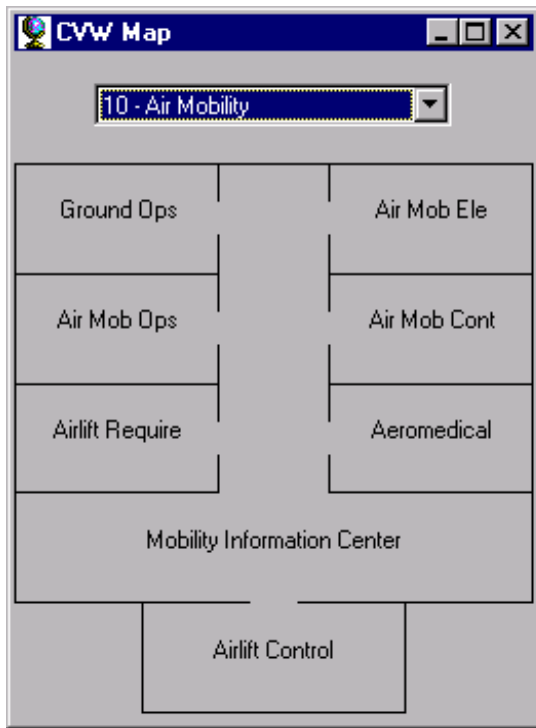 CVW Map
10 - Air Mobility
Ground Ops
Air Mob Ele
Air Mob Ops
Air Mob Cont
Airlift Require
Aeromedical
Mobility Information Center
Airlift Control